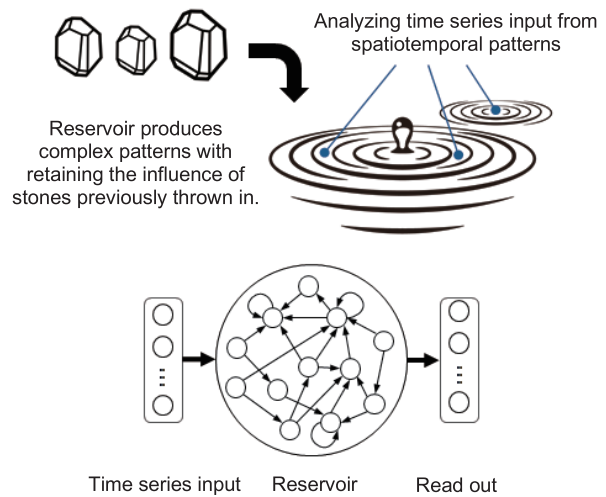 Analyzing time series input from
spatiotemporal patterns
Reservoir produces
complex patterns with
retaining the influence of
stones previously thrown in.
Time series input
Reservoir
Read out